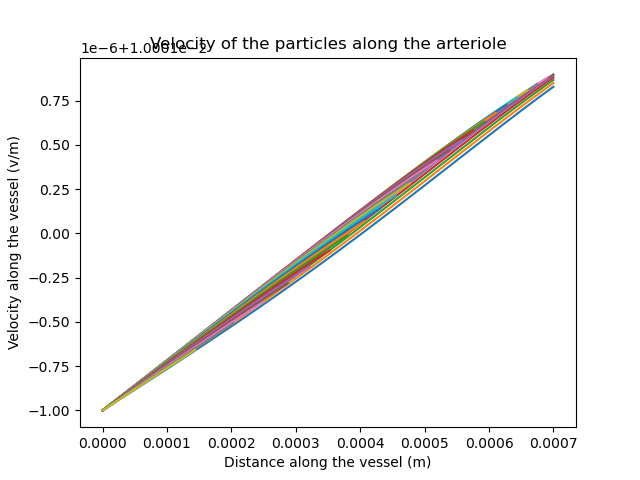 Velocity of the particles along the arteriole
1e−6+1.0001e−2
0.75
0.50
0.25
0.00
−0.25
−0.50
−0.75
−1.00
Velocity along the vessel (v/m)
0.0000 0.0001 0.0002 0.0003 0.0004 0.0005 0.0006 0.0007
Distance along the vessel (m)